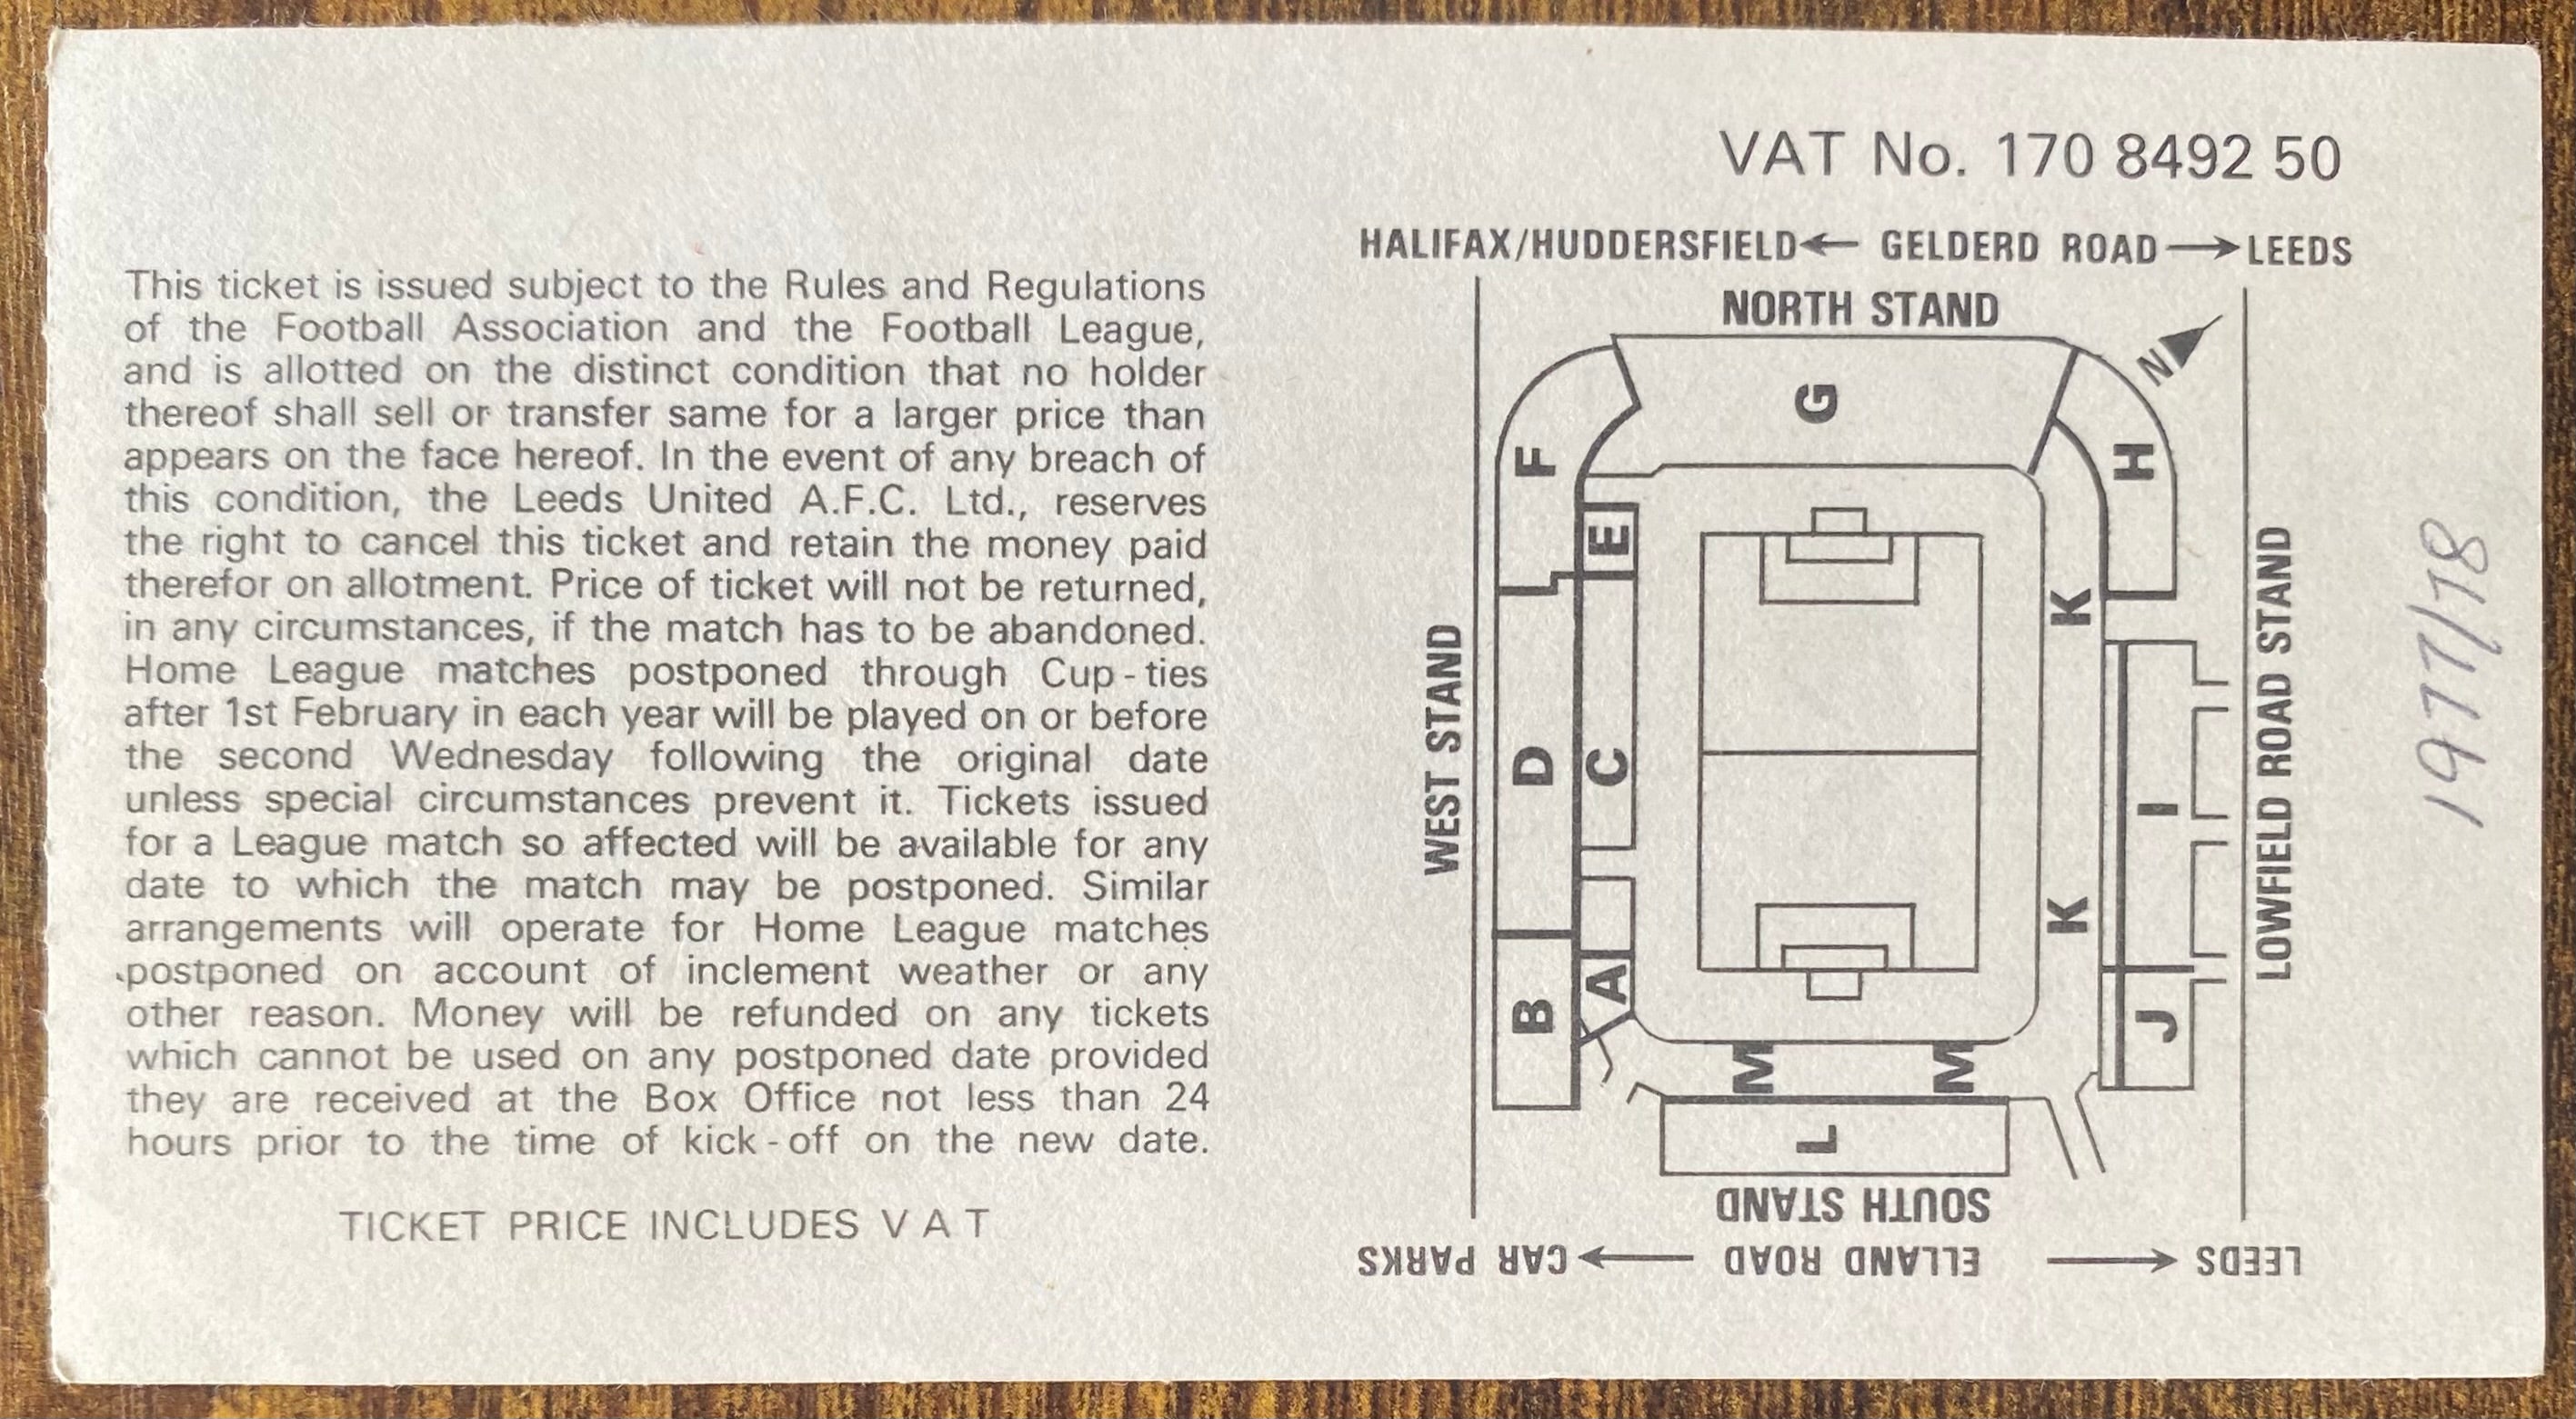 This ticket is issued subject to the Rules and Regulations
of the Football Association and the Football League,
and is allotted on the distinct condition that no holder
thereof shall sell or transfer same for a larger price than
appears on the face hereof. In the event of any breach of
this condition, the Leeds United A.F.C. Ltd., reserves
the right to cancel this ticket and retain the money paid
therefor on allotment. Price of ticket will not be returned,
in any circumstances, if the match has to be abandoned.
Home League matches postponed through Cup-ties
after 1st February in each year will be played on or before
the second Wednesday following the original date
unless special circumstances prevent it. Tickets issued
for a League match so affected will be available for any
date to which the match may be postponed. Similar
arrangements will operate for Home League matches
postponed on account of inclement weather or any
other reason. Money will be refunded on any tickets
which cannot be used on any postponed date provided
they are received at the Box Office not less than 24
hours prior to the time of kick-off on the new date.
TICKET PRICE INCLUDES V A T
VAT No. 170 8492 50
HALIFAX/HUDDERSFIELD ← GELDERD ROAD → LEEDS
NORTH STAND
N
G
F
H
E
K
WEST STAND
D
C
I
LOWFIELD ROAD STAND
K
B
A
J
M
M
L
SOUTH STAND
LEEDS ← ELLAND ROAD → CAR PARKS
1977/78